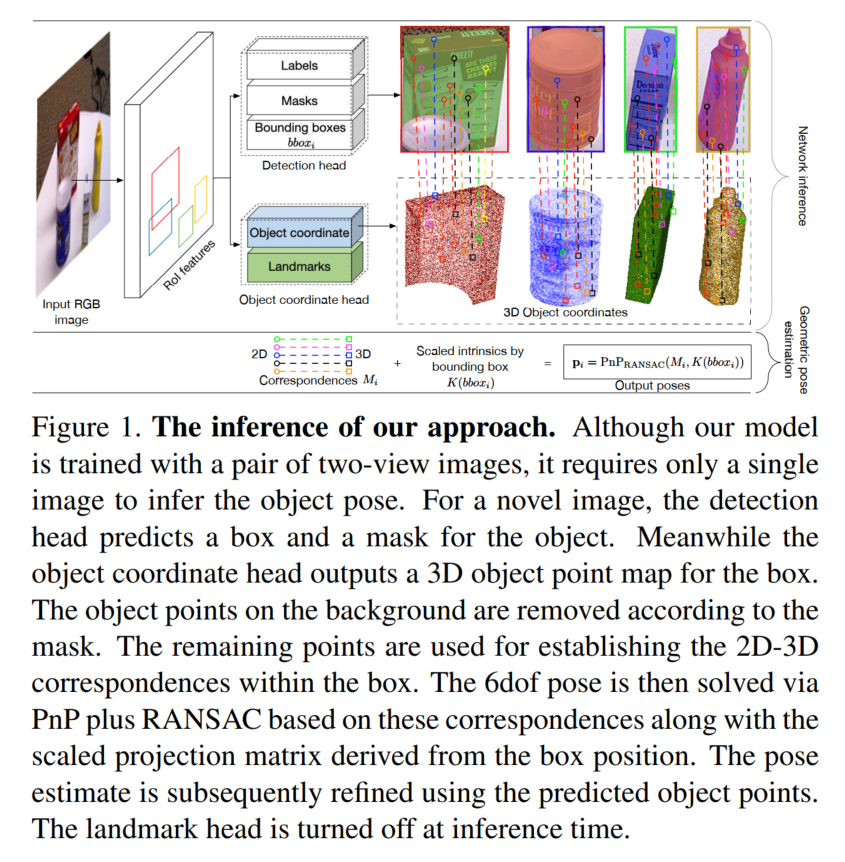 Labels
Masks
Bounding boxes
bbox_i
Detection head
Object coordinate
Landmarks
Object coordinate head
Input RGB
image
RoI features
3D Object coordinates
Network inference
2D
3D
Correspondences M_i
+
Scaled intrinsics by
bounding box
K(bbox_i)
=
p_i = PnP_RANSAC(M_i, K(bbox_i))
Output poses
Geometric pose
estimation
Figure 1. The inference of our approach. Although our model
is trained with a pair of two-view images, it requires only a single
image to infer the object pose. For a novel image, the detection
head predicts a box and a mask for the object. Meanwhile the
object coordinate head outputs a 3D object point map for the box.
The object points on the background are removed according to the
mask. The remaining points are used for establishing the 2D-3D
correspondences within the box. The 6dof pose is then solved via
PnP plus RANSAC based on these correspondences along with the
scaled projection matrix derived from the box position. The pose
estimate is subsequently refined using the predicted object points.
The landmark head is turned off at inference time.